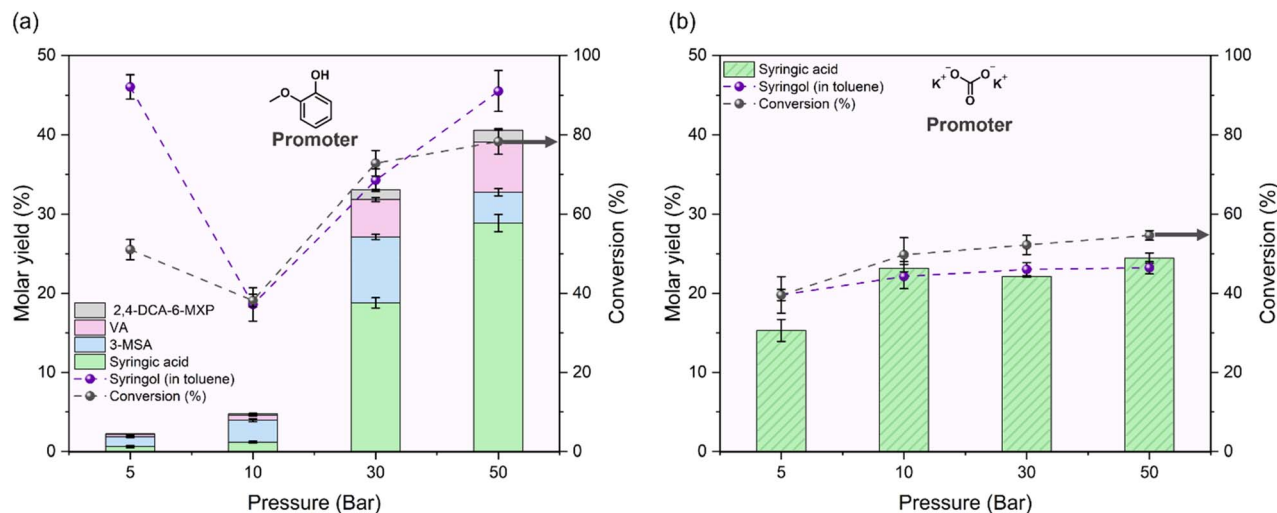 (a)
50
40
30
20
10
0
Molar yield (%)
100
80
60
40
20
0
Conversion (%)
OH
O
Promoter
2,4-DCA-6-MXP
VA
3-MSA
Syringic acid
Syringol (in toluene)
Conversion (%)
5 10 30 50
Pressure (Bar)
(b)
50
40
30
20
10
0
Molar yield (%)
100
80
60
40
20
0
Conversion (%)
Syringic acid
Syringol (in toluene)
Conversion (%)
K⁺ ⁻O O⁻ K⁺
O
Promoter
5 10 30 50
Pressure (Bar)